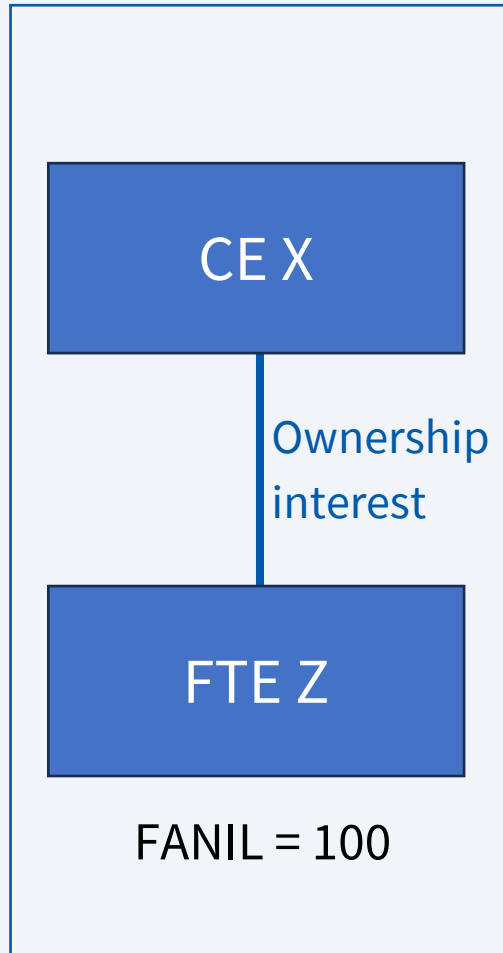 CE X
Ownership
interest
FTE Z
FANIL = 100